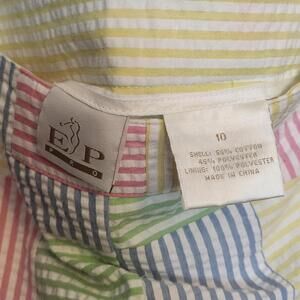 EP
PRO
10
SHELL: 55% COTTON
45% POLYESTER
LINING: 100% POLYESTER
MADE IN CHINA